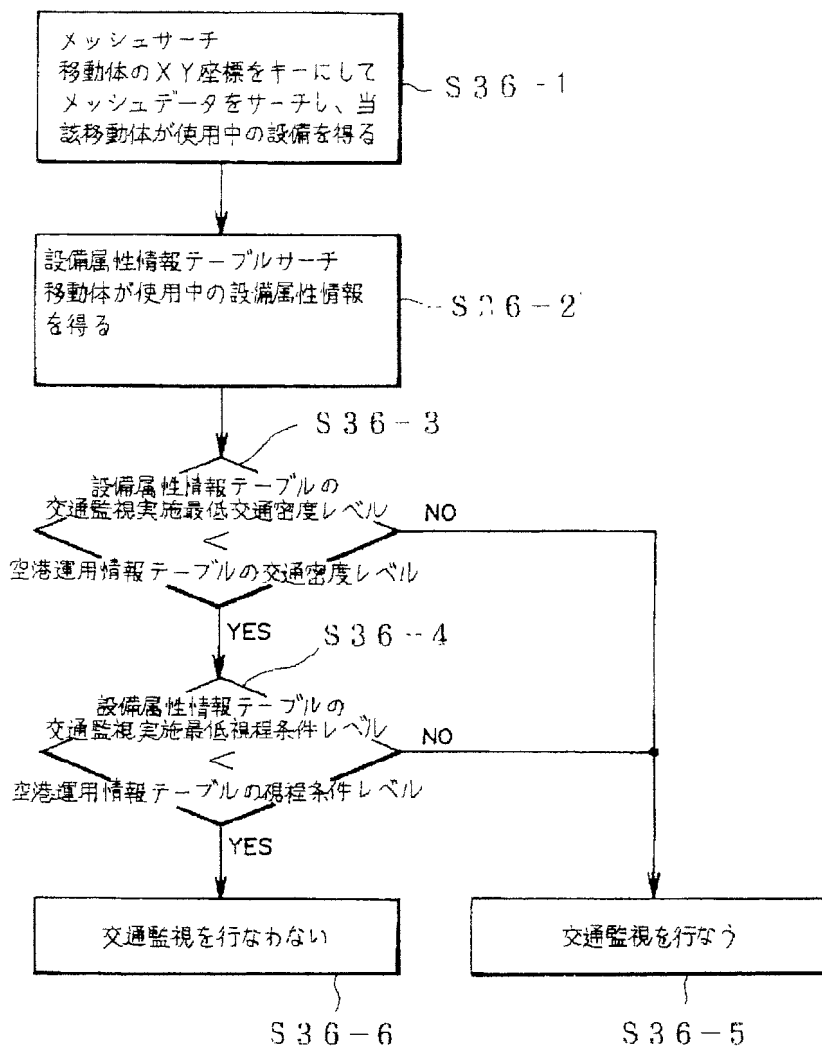 メッシュサーチ
移動体のXY座標をキーにして
メッシュデータをサーチし、当
該移動体が使用中の設備を得る
S36-1
設備属性情報テーブルサーチ
移動体が使用中の設備属性情報
を得る
S36-2
S36-3
設備属性情報テーブルの
交通監視実施最低交通密度レベル
<
空港運用情報テーブルの交通密度レベル
NO
YES
S36-4
設備属性情報テーブルの
交通監視実施最低視程条件レベル
<
空港運用情報テーブルの視程条件レベル
NO
YES
交通監視を行なわない
交通監視を行なう
S36-6
S36-5